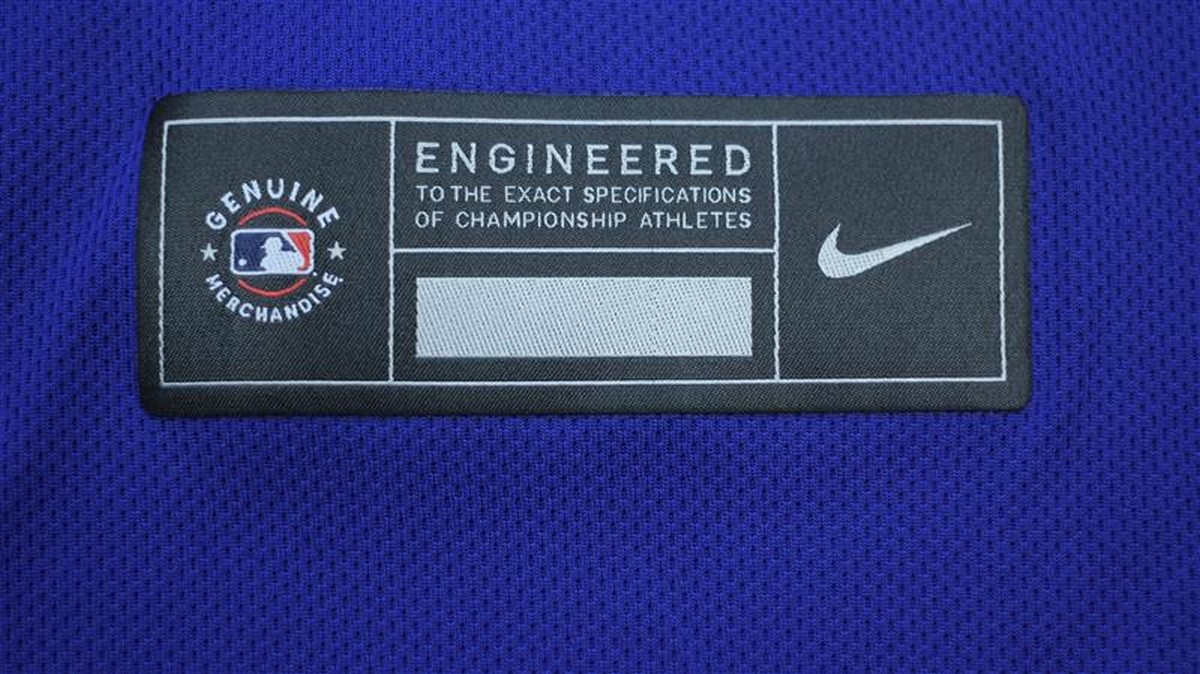 GENUINE
MERCHANDISE
ENGINEERED
TO THE EXACT SPECIFICATIONS
OF CHAMPIONSHIP ATHLETES